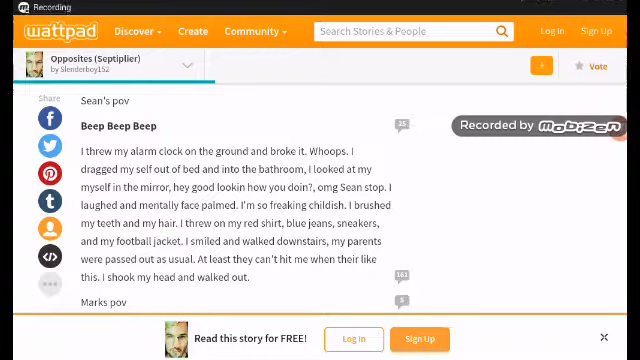 Recording
wattpad
Discover
Create
Community
Search Stories & People
Log In
Sign Up
Opposites (Septiplier)
by Slenderboy152
+
Vote
Share
Sean's pov
Beep Beep Beep
25
Recorded by mobizen
I threw my alarm clock on the ground and broke it. Whoops. I
dragged my self out of bed and into the bathroom, I looked at my
myself in the mirror, hey good lookin how you doin?, omg Sean stop. I
laughed and mentally face palmed. I'm so freaking childish. I brushed
my teeth and my hair. I threw on my red shirt, blue jeans, sneakers,
and my football jacket. I smiled and walked downstairs, my parents
were passed out as usual. At least they can't hit me when their like
this. I shook my head and walked out.
161
Marks pov
9
Read this story for FREE!
Log In
Sign Up